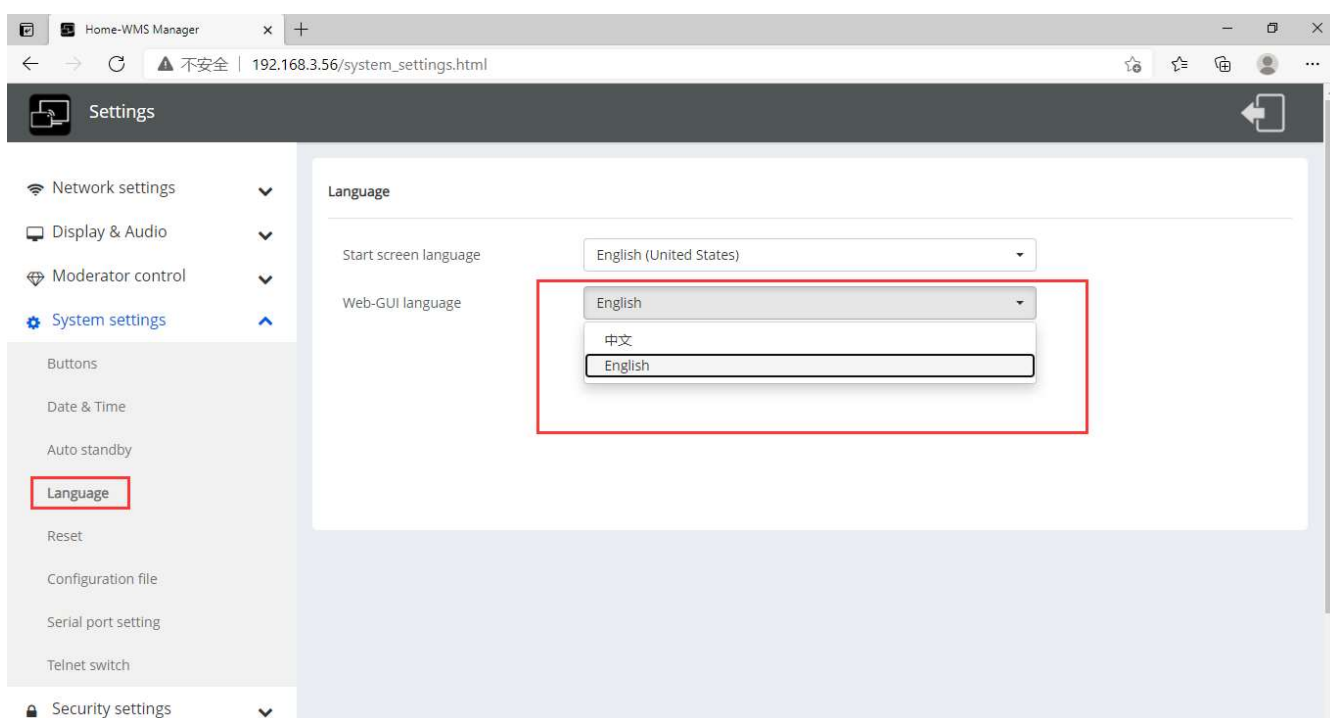 Home-WMS Manager
不安全 | 192.168.3.56/system_settings.html
Settings
Network settings
Display & Audio
Moderator control
System settings
Buttons
Date & Time
Auto standby
Language
Reset
Configuration file
Serial port setting
Telnet switch
Security settings
Language
Start screen language English (United States)
Web-GUI language English
中文
English